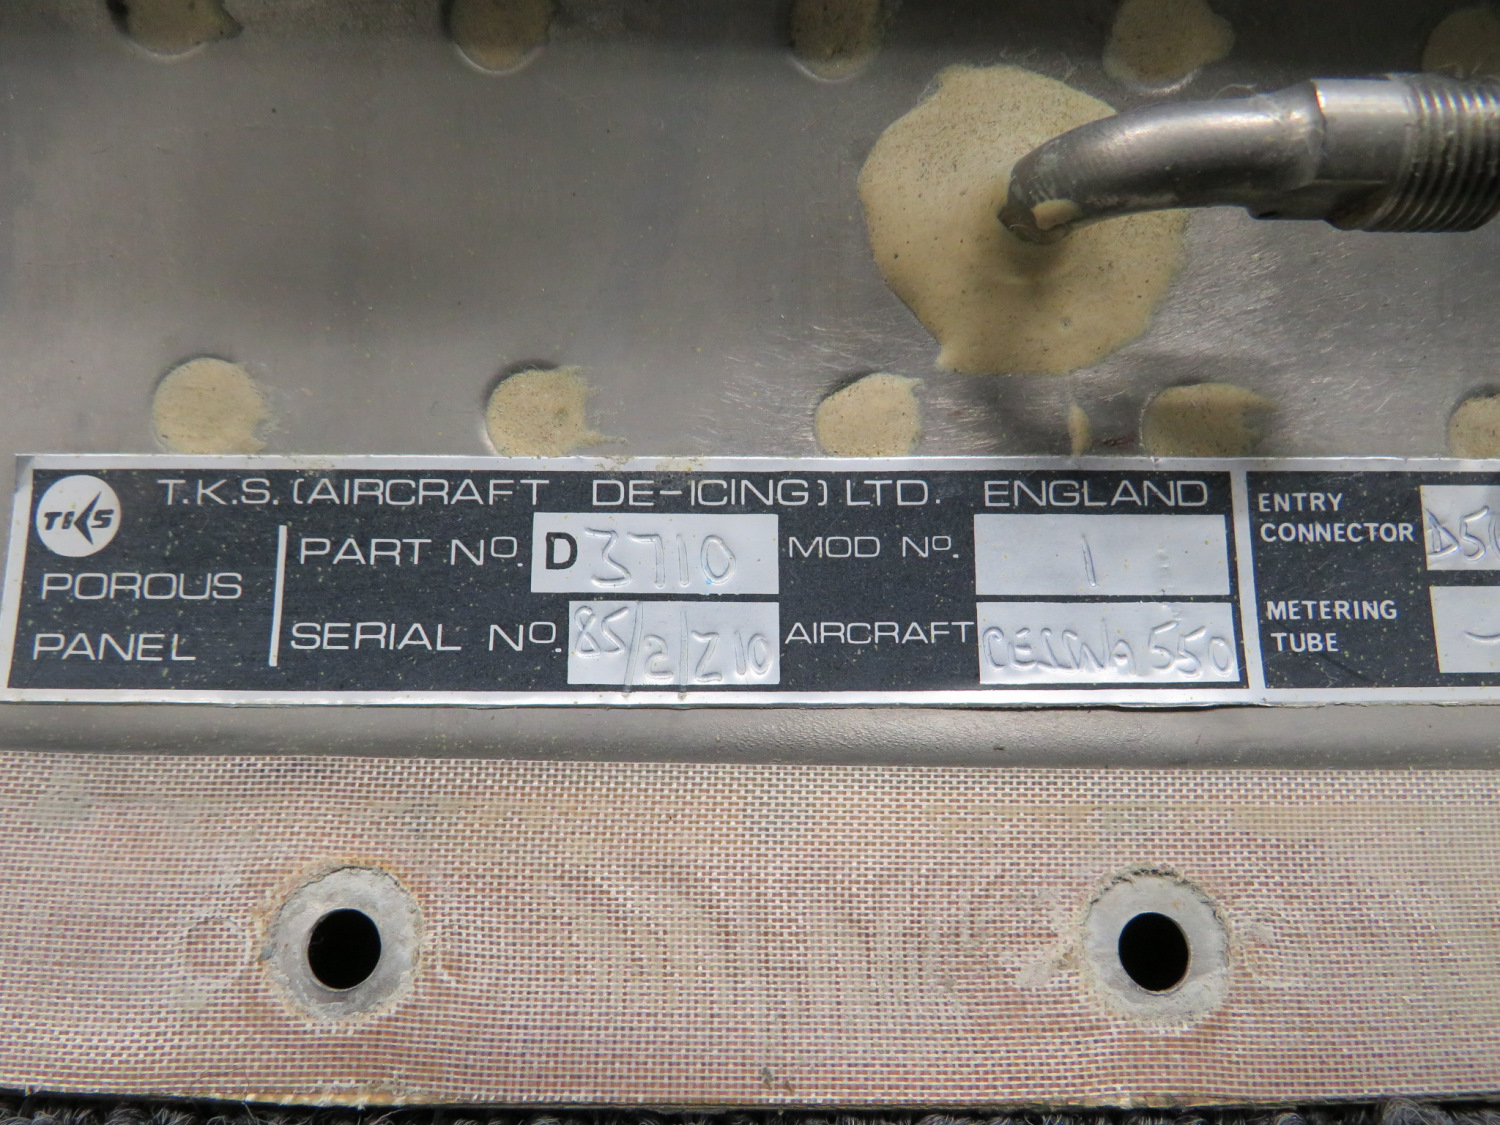 T.K.S. (AIRCRAFT DE-ICING) LTD. ENGLAND
TKS
POROUS
PANEL
PART No. D3710
MOD No. 1
SERIAL No. 85/2/Z10
AIRCRAFT CESSNA 550
ENTRY
CONNECTOR
METERING
TUBE